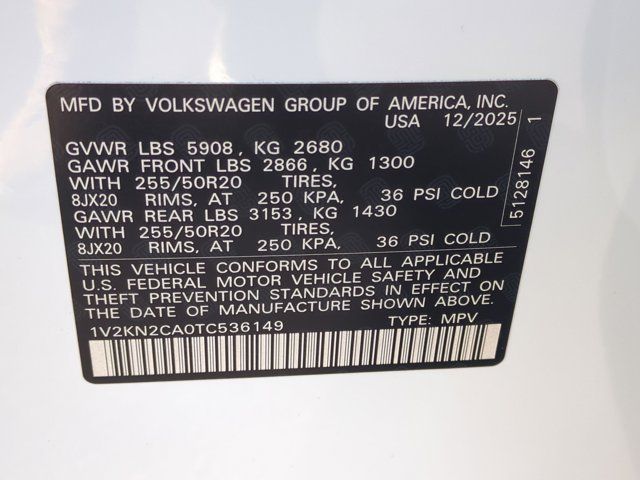 MFD BY VOLKSWAGEN GROUP OF AMERICA, INC.
USA 12/2025
GVWR LBS 5908, KG 2680
GAWR FRONT LBS 2866, KG 1300
WITH 255/50R20 TIRES,
8JX20 RIMS, AT 250 KPA, 36 PSI COLD
GAWR REAR LBS 3153, KG 1430
WITH 255/50R20 TIRES,
8JX20 RIMS, AT 250 KPA, 36 PSI COLD
THIS VEHICLE CONFORMS TO ALL APPLICABLE
U.S. FEDERAL MOTOR VEHICLE SAFETY AND
THEFT PREVENTION STANDARDS IN EFFECT ON
THE DATE OF MANUFACTURE SHOWN ABOVE.
1V2KN2CA0TC536149 TYPE: MPV
5128146 1